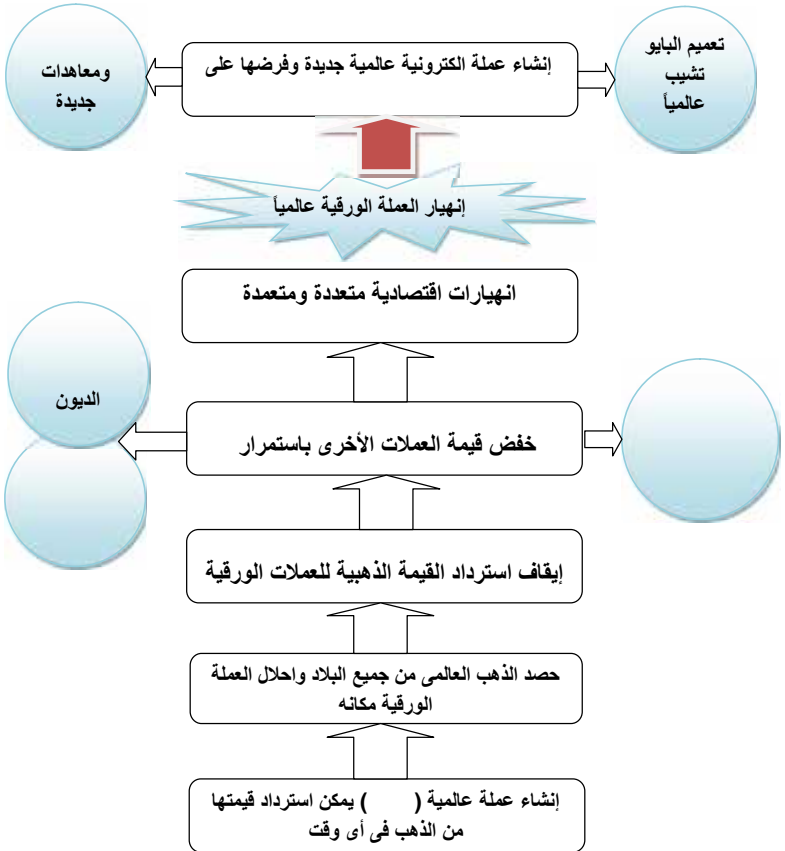 تعميم البايو
تشيب
عالمياً
إنشاء عملة الكترونية عالمية جديدة وفرضها على
ومعاهدات
جديدة
إنهيار العملة الورقية عالمياً
انهيارات اقتصادية متعددة ومتعمدة
الديون
خفض قيمة العملات الأخرى باستمرار
إيقاف استرداد القيمة الذهبية للعملات الورقية
حصد الذهب العالمى من جميع البلاد واحلال العملة
الورقية مكانه
إنشاء عملة عالمية (      ) يمكن استرداد قيمتها
من الذهب فى أى وقت